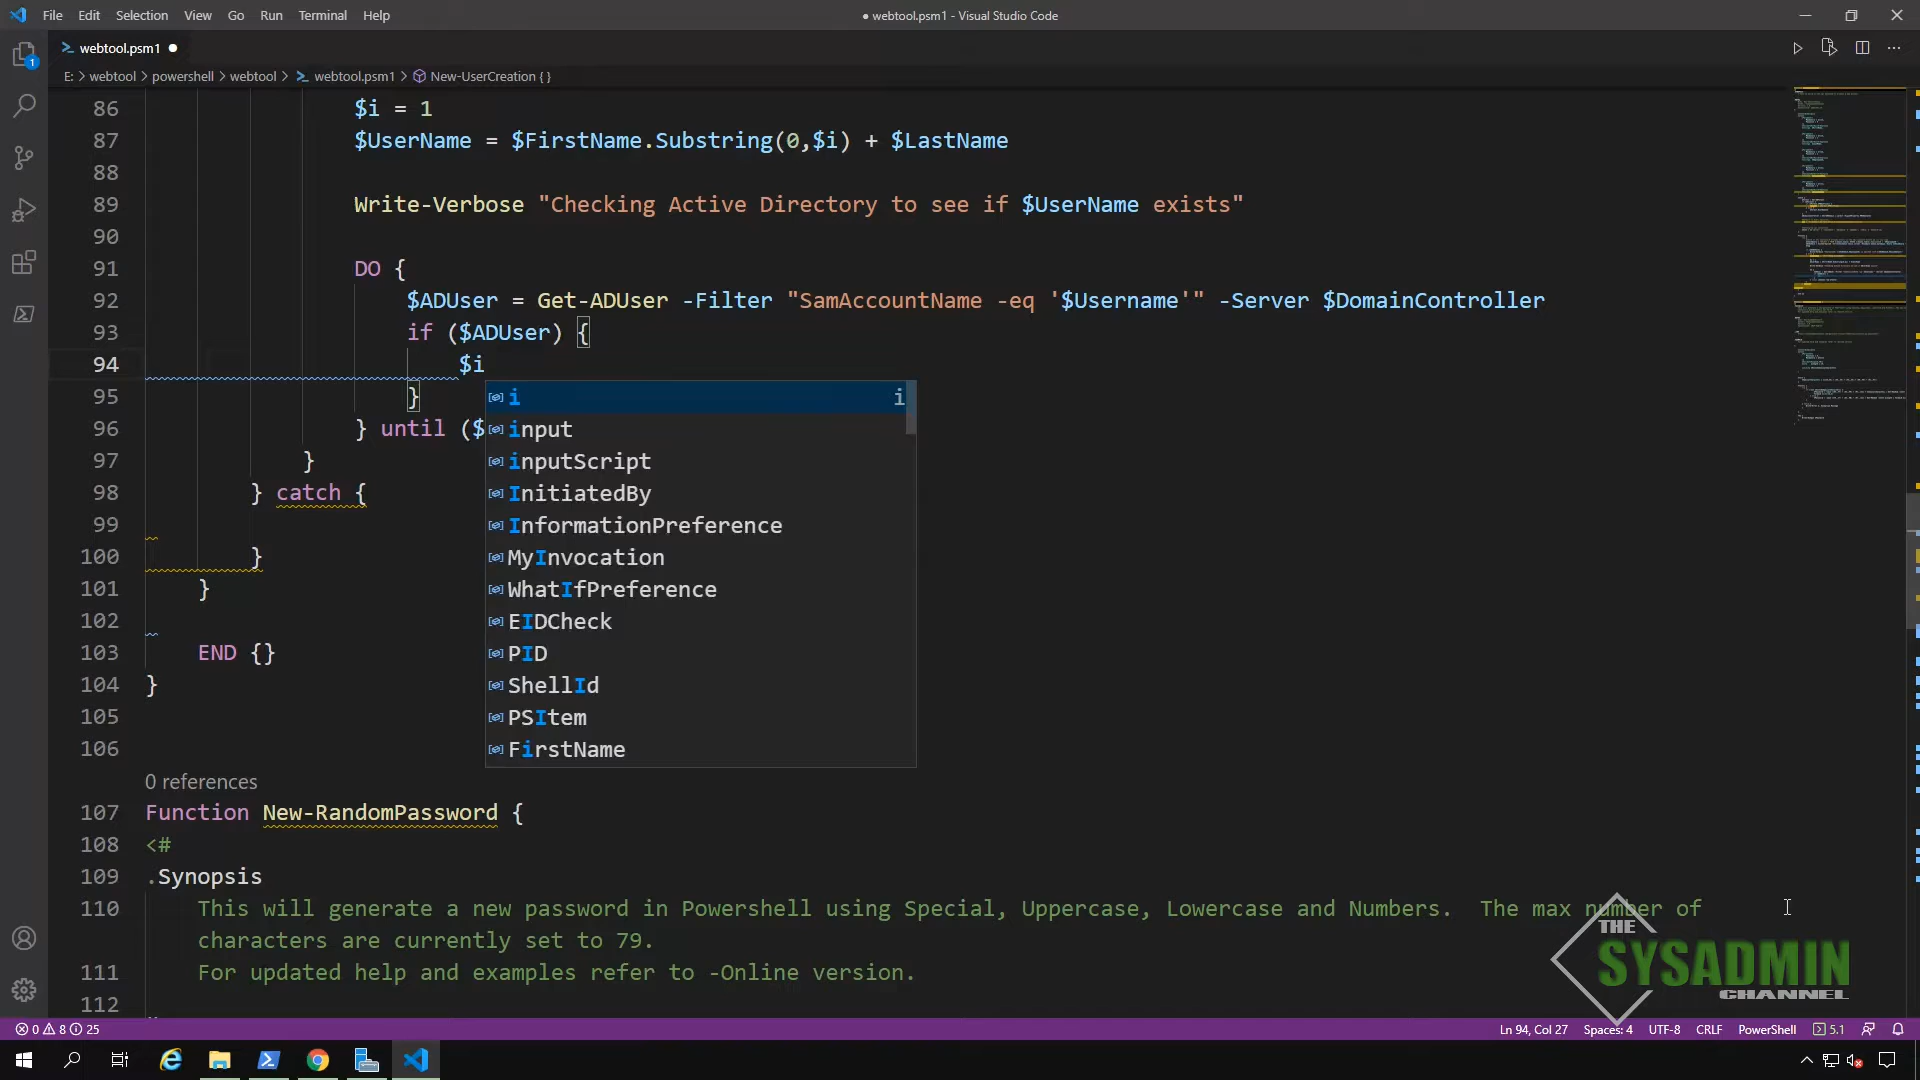 File Edit Selection View Go Run Terminal Help
● webtool.psm1 - Visual Studio Code
webtool.psm1 ●
E: > webtool > powershell > webtool > webtool.psm1 > New-UserCreation { }
1
86 $i = 1
87 $UserName = $FirstName.Substring(0,$i) + $LastName
88
89 Write-Verbose "Checking Active Directory to see if $UserName exists"
90
91 DO {
92 $ADUser = Get-ADUser -Filter "SamAccountName -eq '$Username'" -Server $DomainController
93 if ($ADUser) {
94 $i
95 }
96 } until ($
97 }
98 } catch {
99
100 }
101 }
102
103 END {}
104 }
105
106
i i
input
inputScript
InitiatedBy
InformationPreference
MyInvocation
WhatIfPreference
EIDCheck
PID
ShellId
PSItem
FirstName
0 references
107 Function New-RandomPassword {
108 <#
109 .Synopsis
110 This will generate a new password in Powershell using Special, Uppercase, Lowercase and Numbers. The max number of
characters are currently set to 79.
111 For updated help and examples refer to -Online version.
112
THE
SYSADMIN
CHANNEL
0 8 25
Ln 94, Col 27 Spaces: 4 UTF-8 CRLF PowerShell 5.1